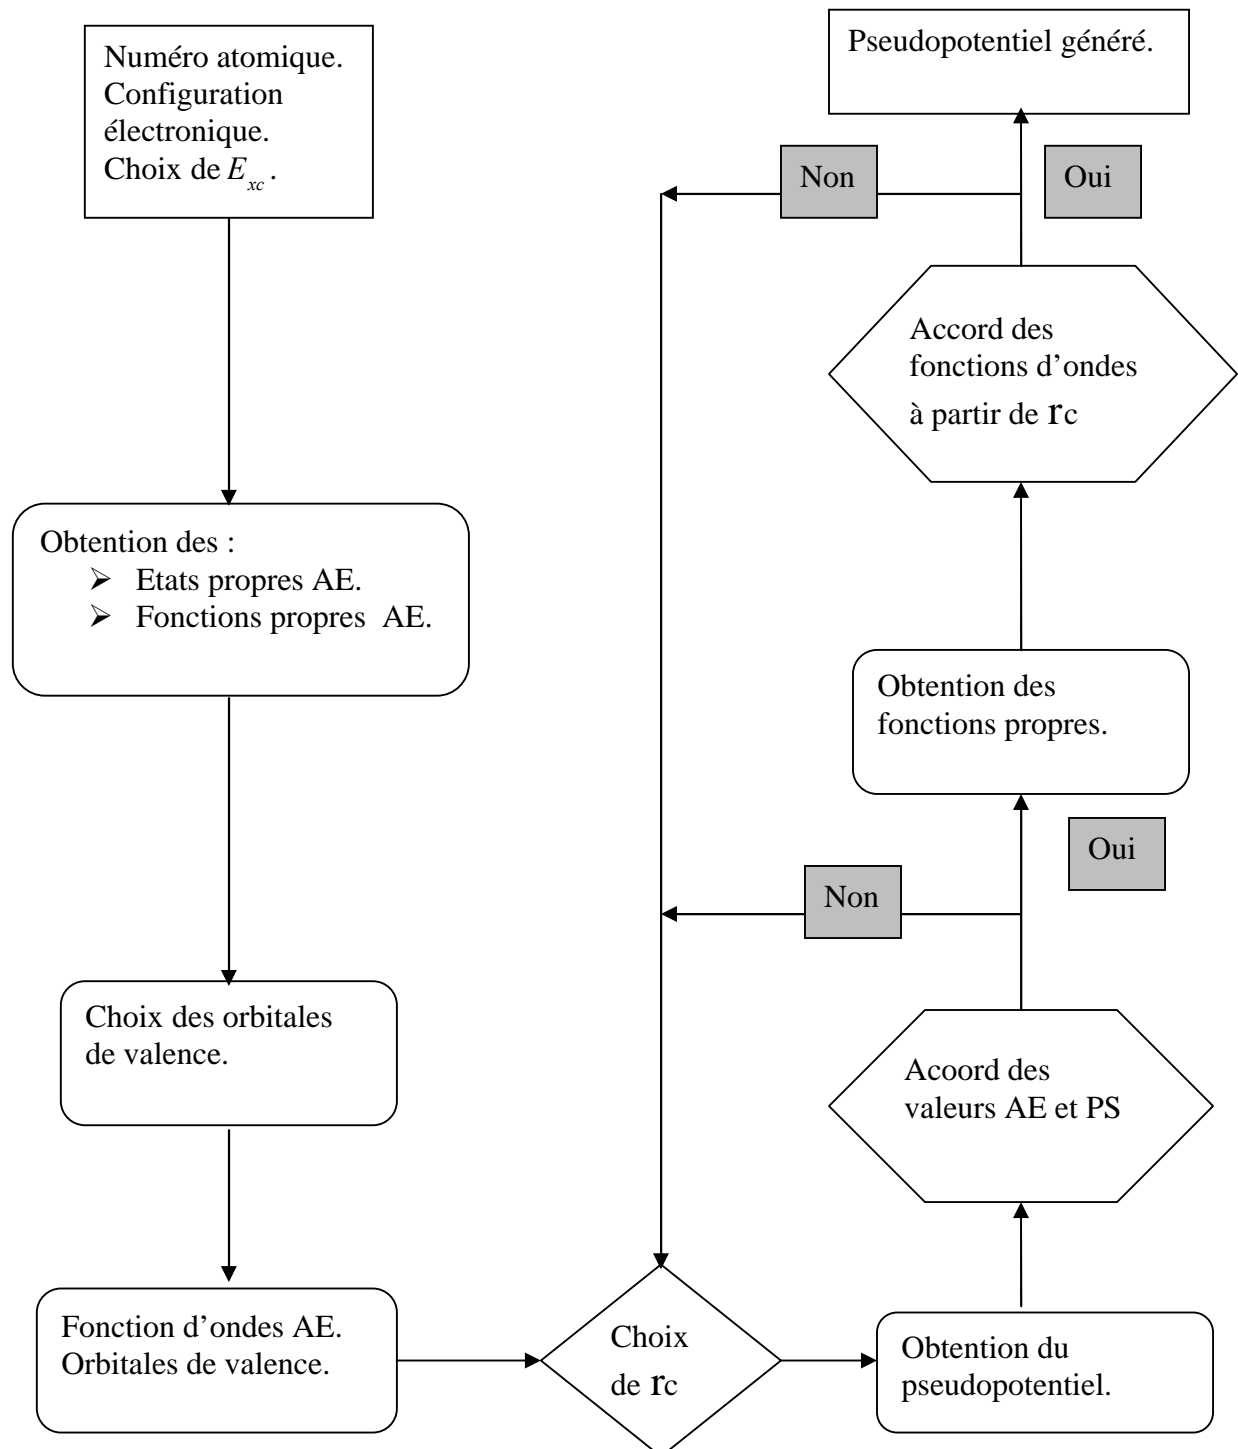 Numéro atomique.
Configuration
électronique.
Choix de E_xc.
Obtention des :
➢ Etats propres AE.
➢ Fonctions propres AE.
Choix des orbitales
de valence.
Fonction d’ondes AE.
Orbitales de valence.
Choix
de rc
Obtention du
pseudopotentiel.
Acoord des
valeurs AE et PS
Non
Oui
Obtention des
fonctions propres.
Accord des
fonctions d’ondes
à partir de rc
Non
Oui
Pseudopotentiel généré.